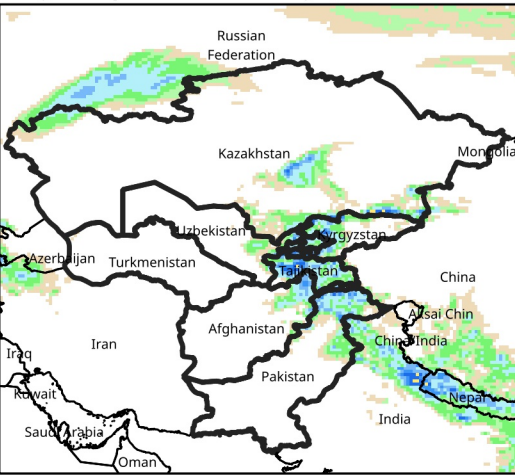 Russian
Federation
Kazakhstan
Mongolia
Uzbekistan
Kyrgyzstan
Azerbaijan
Turkmenistan
Tajikistan
China
Aksai Chin
Afghanistan
China/India
Iran
Iraq
Pakistan
Kuwait
Nepal
India
Saudi Arabia
Oman